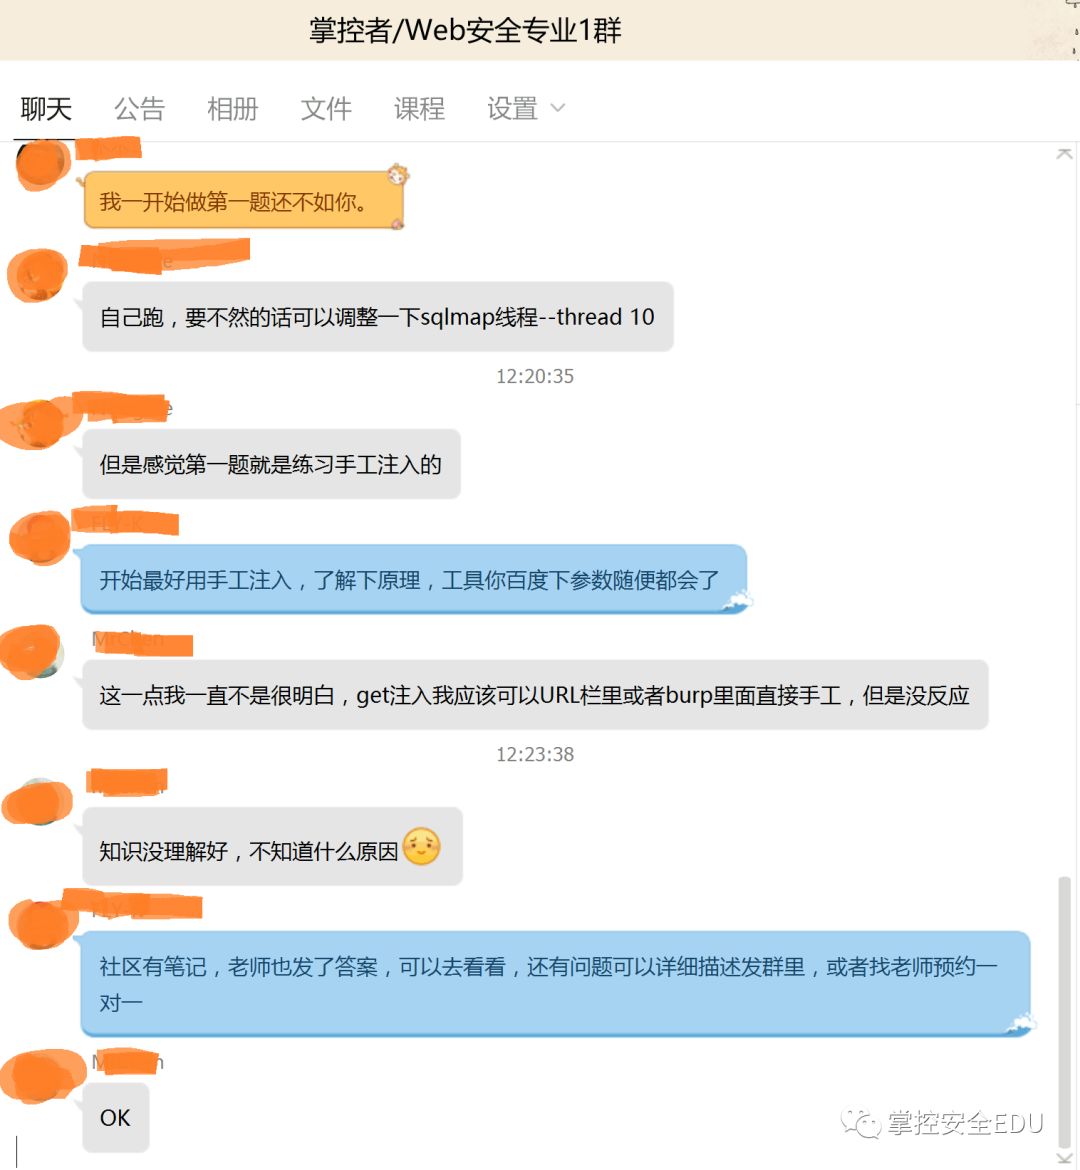 掌控者/Web安全专业1群
聊天 公告 相册 文件 课程 设置
我一开始做第一题还不如你。
自己跑，要不然的话可以调整一下sqlmap线程--thread 10
12:20:35
但是感觉第一题就是练习手工注入的
FLY-K
开始最好用手工注入，了解下原理，工具你百度下参数随便都会了
MrChen
这一点我一直不是很明白，get注入我应该可以URL栏里或者burp里面直接手工，但是没反应
12:23:38
知识没理解好，不知道什么原因
社区有笔记，老师也发了答案，可以去看看，还有问题可以详细描述发群里，或者找老师预约一
对一
OK
掌控安全EDU